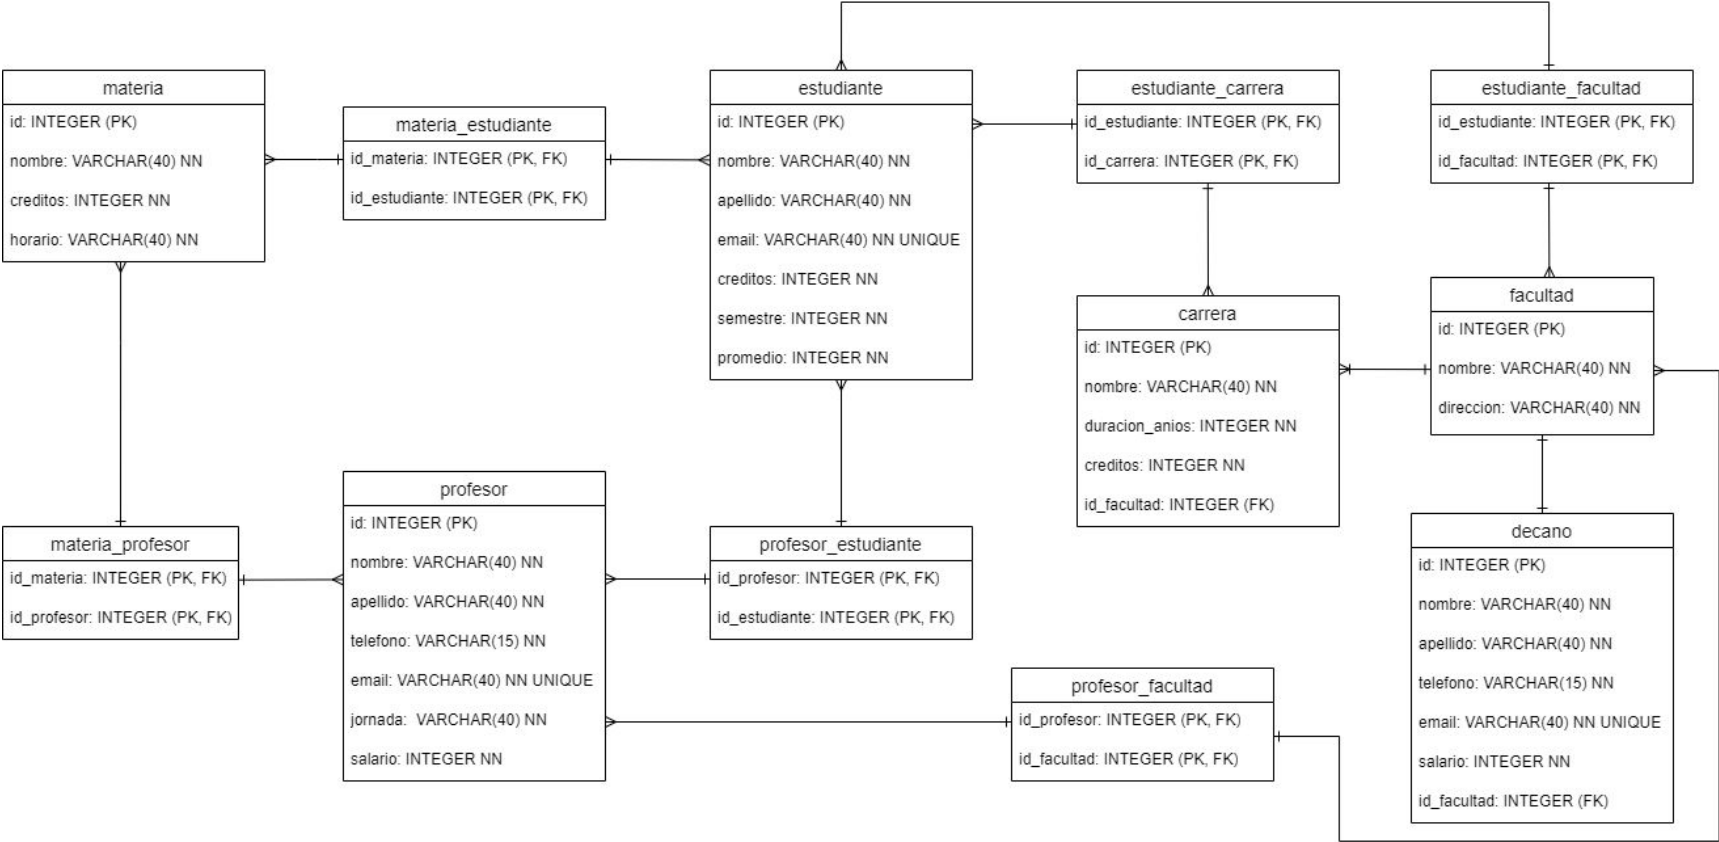 materia
id: INTEGER (PK)
nombre: VARCHAR(40) NN
creditos: INTEGER NN
horario: VARCHAR(40) NN
materia_estudiante
id_materia: INTEGER (PK, FK)
id_estudiante: INTEGER (PK, FK)
estudiante
id: INTEGER (PK)
nombre: VARCHAR(40) NN
apellido: VARCHAR(40) NN
email: VARCHAR(40) NN UNIQUE
creditos: INTEGER NN
semestre: INTEGER NN
promedio: INTEGER NN
estudiante_carrera
id_estudiante: INTEGER (PK, FK)
id_carrera: INTEGER (PK, FK)
estudiante_facultad
id_estudiante: INTEGER (PK, FK)
id_facultad: INTEGER (PK, FK)
carrera
id: INTEGER (PK)
nombre: VARCHAR(40) NN
duracion_anios: INTEGER NN
creditos: INTEGER NN
id_facultad: INTEGER (FK)
facultad
id: INTEGER (PK)
nombre: VARCHAR(40) NN
direccion: VARCHAR(40) NN
materia_profesor
id_materia: INTEGER (PK, FK)
id_profesor: INTEGER (PK, FK)
profesor
id: INTEGER (PK)
nombre: VARCHAR(40) NN
apellido: VARCHAR(40) NN
telefono: VARCHAR(15) NN
email: VARCHAR(40) NN UNIQUE
jornada: VARCHAR(40) NN
salario: INTEGER NN
profesor_estudiante
id_profesor: INTEGER (PK, FK)
id_estudiante: INTEGER (PK, FK)
profesor_facultad
id_profesor: INTEGER (PK, FK)
id_facultad: INTEGER (PK, FK)
decano
id: INTEGER (PK)
nombre: VARCHAR(40) NN
apellido: VARCHAR(40) NN
telefono: VARCHAR(15) NN
email: VARCHAR(40) NN UNIQUE
salario: INTEGER NN
id_facultad: INTEGER (FK)